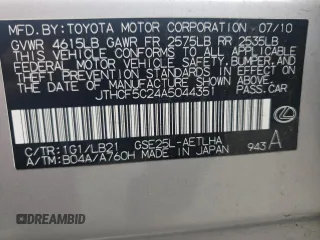 MFD. BY: TOYOTA MOTOR CORPORATION 07/10
GVWR 4615LB GAWR FR 2575LB RR 2535LB
THIS VEHICLE CONFORMS TO ALL APPLICABLE
FEDERAL MOTOR VEHICLE SAFETY, BUMPER, AND
THEFT PREVENTION STANDARDS IN EFFECT ON
THE DATE OF MANUFACTURE SHOWN ABOVE.
JTHCF5C24A5044351 PASS. CAR
C/TR: 1G1/LB21 GSE25L-AETLHA
A/TM: B04A/A760H MADE IN JAPAN 943 A
DREAMBID